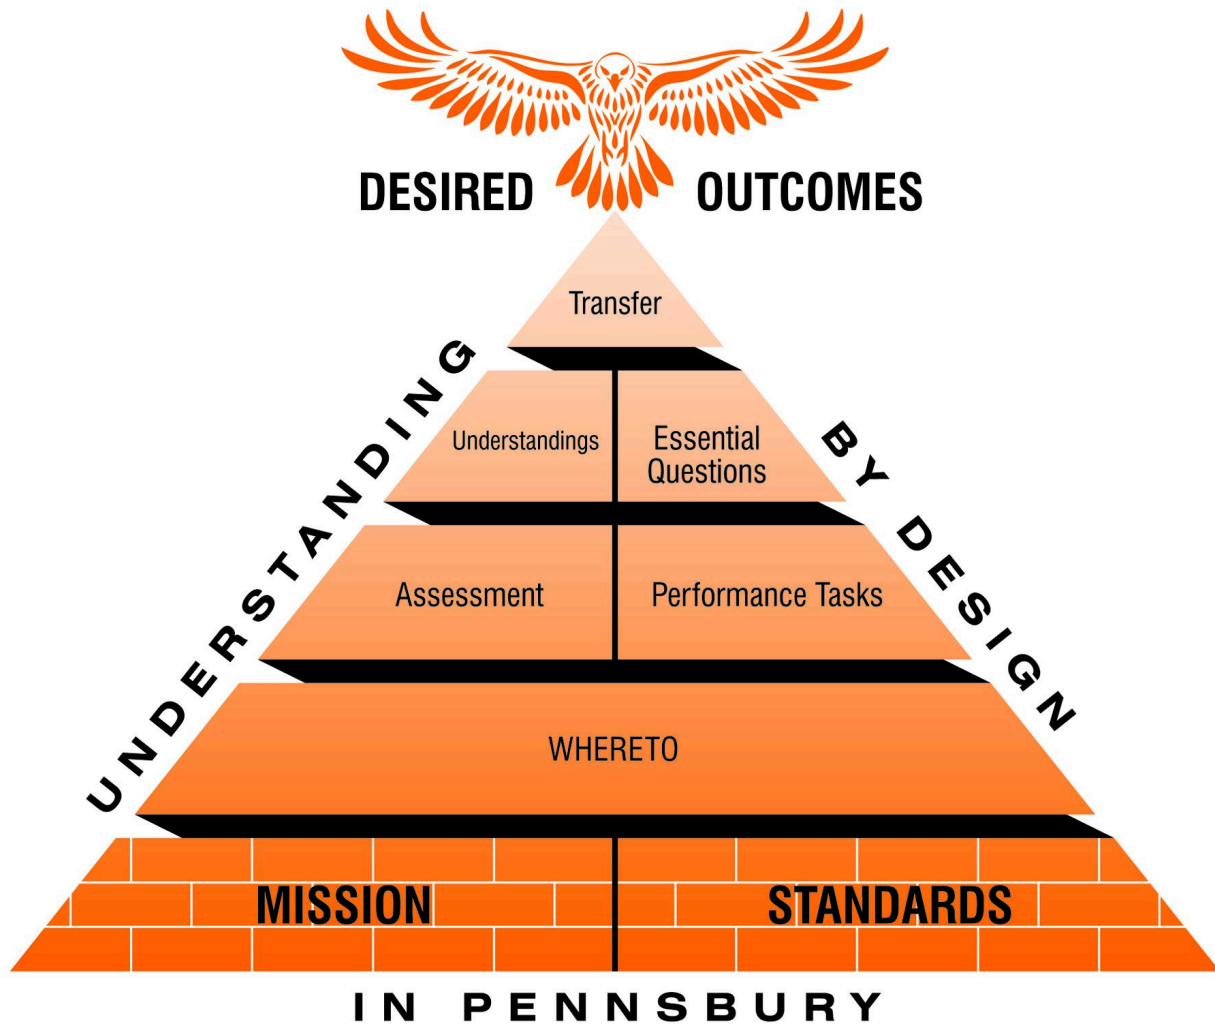 DESIRED OUTCOMES
Transfer
UNDERSTANDING
BY DESIGN
Understandings
Essential
Questions
Assessment
Performance Tasks
WHERETO
MISSION
STANDARDS
IN PENNSBURY